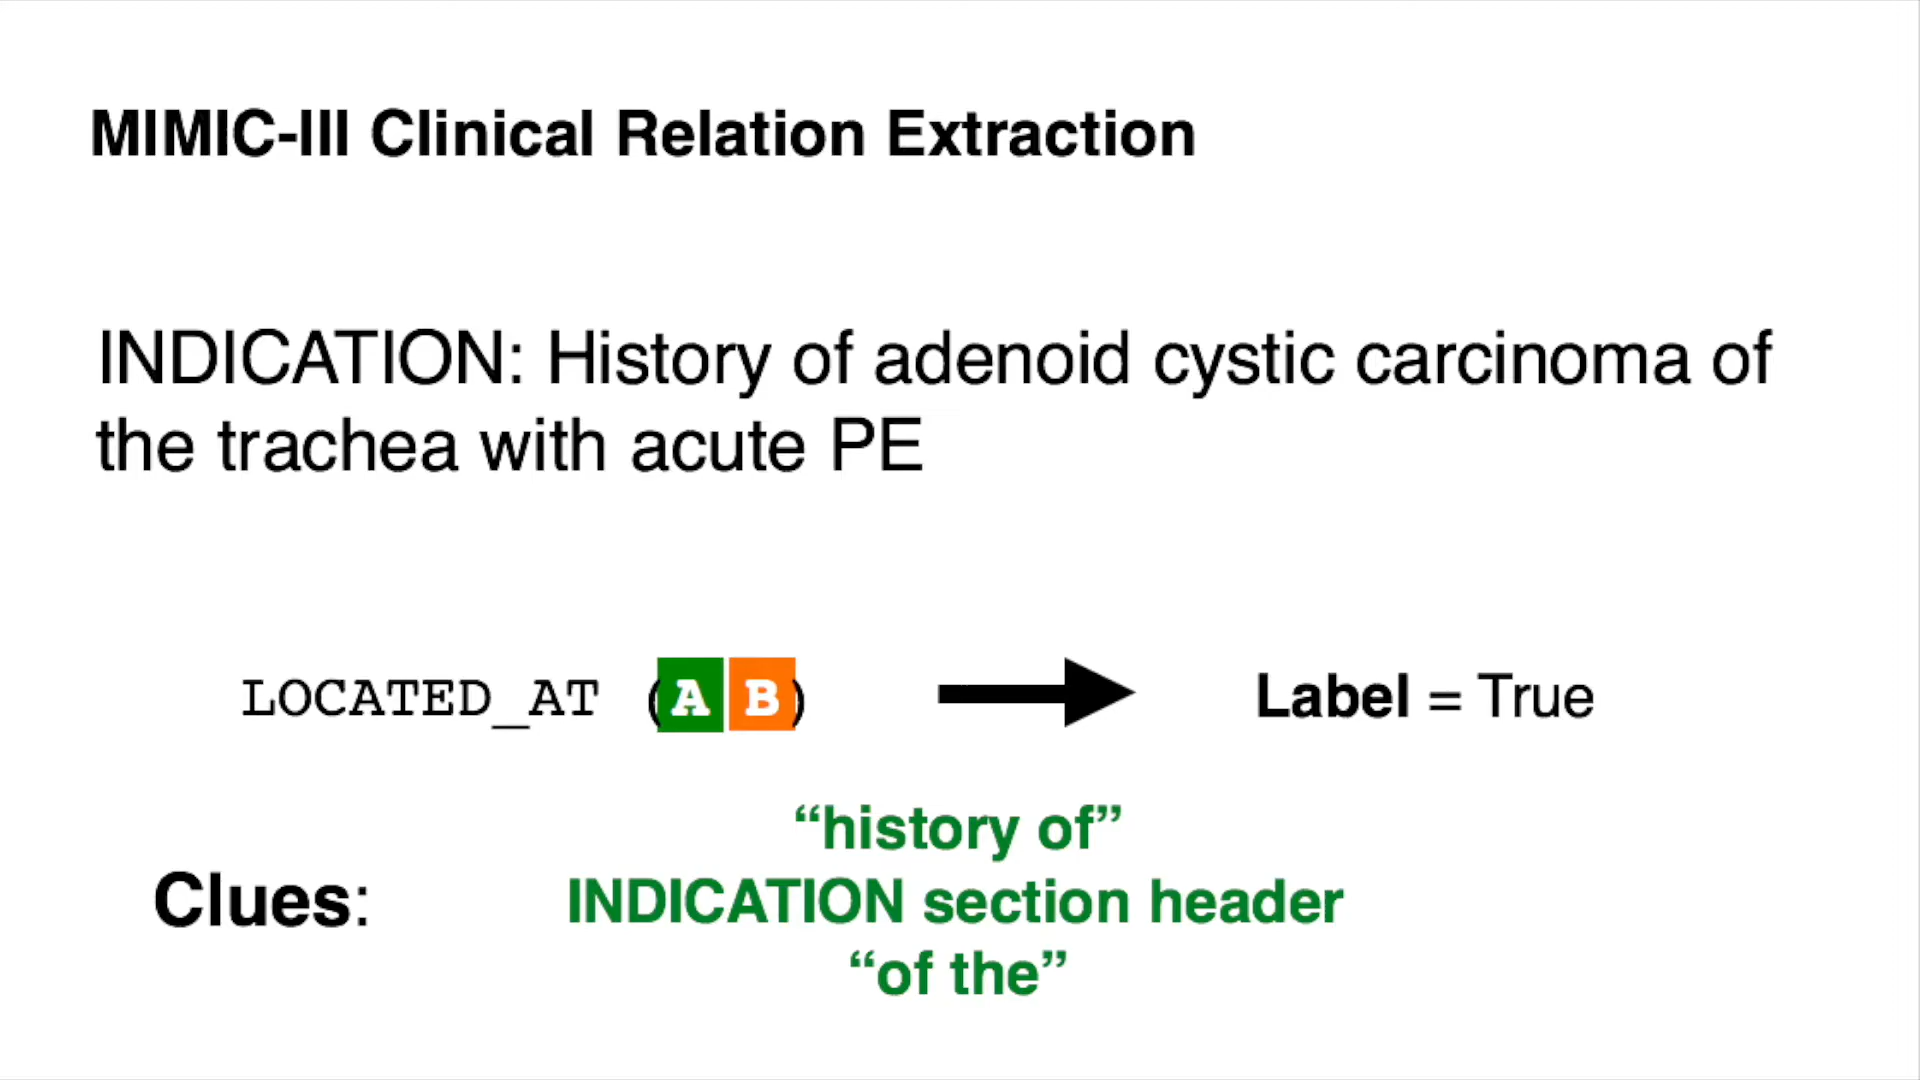 MIMIC-III Clinical Relation Extraction
INDICATION: History of adenoid cystic carcinoma of
the trachea with acute PE
LOCATED_AT (A B) Label = True
“history of”
Clues: INDICATION section header
“of the”